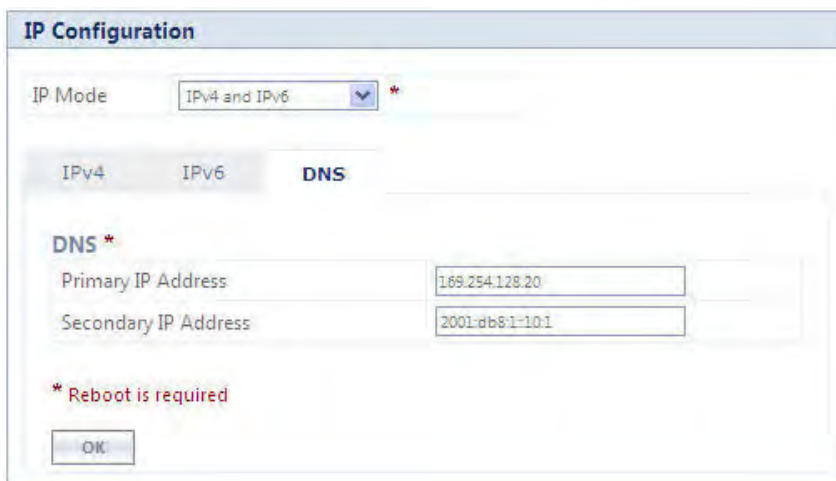 IP Configuration
IP Mode IPv4 and IPv6 *
IPv4 IPv6 DNS
DNS *
Primary IP Address 169.254.128.20
Secondary IP Address 2001:db8:1::10:1
* Reboot is required
OK